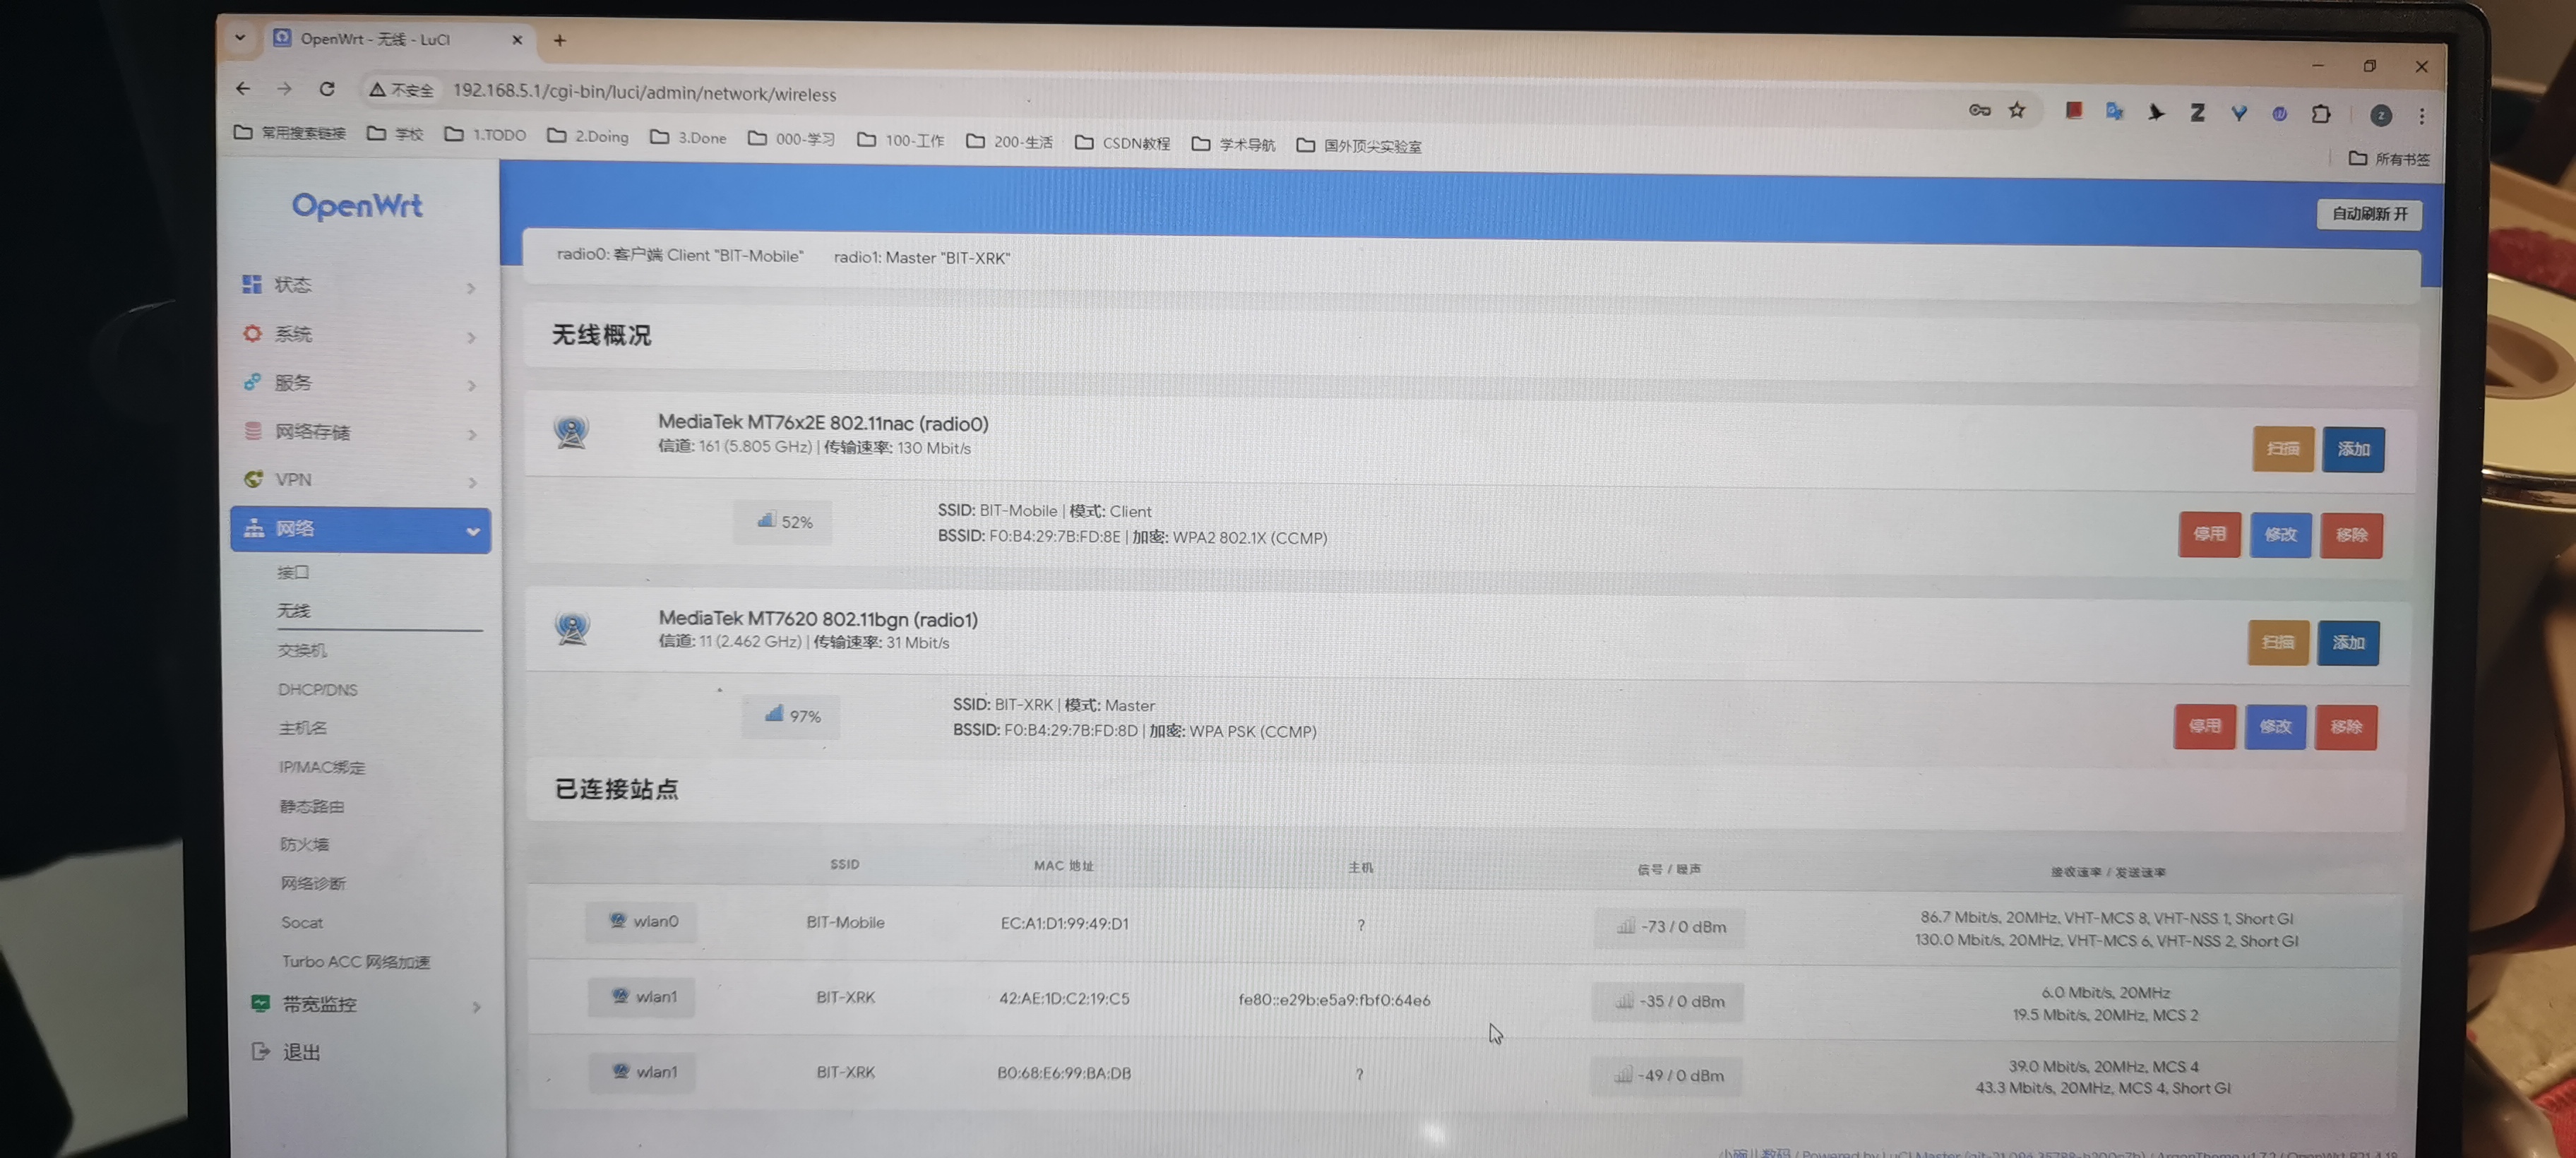 OpenWrt - 无线 - LuCI
不安全 192.168.5.1/cgi-bin/luci/admin/network/wireless
常用搜索链接 学校 1.TODO 2.Doing 3.Done 000-学习 100-工作 200-生活 CSDN教程 学术导航 国外顶尖实验室
所有书签
OpenWrt
自动刷新 开
状态
系统
服务
网络存储
VPN
网络
接口
无线
交换机
DHCP/DNS
主机名
IP/MAC绑定
静态路由
防火墙
网络诊断
Socat
Turbo ACC 网络加速
带宽监控
退出
radio0: 客户端 Client "BIT-Mobile" radio1: Master "BIT-XRK"
无线概况
MediaTek MT76x2E 802.11nac (radio0)
信道: 161 (5.805 GHz) | 传输速率: 130 Mbit/s
扫描 添加
52%
SSID: BIT-Mobile | 模式: Client
BSSID: F0:B4:29:7B:FD:8E | 加密: WPA2 802.1X (CCMP)
停用 修改 移除
MediaTek MT7620 802.11bgn (radio1)
信道: 11 (2.462 GHz) | 传输速率: 31 Mbit/s
扫描 添加
97%
SSID: BIT-XRK | 模式: Master
BSSID: F0:B4:29:7B:FD:8D | 加密: WPA PSK (CCMP)
停用 修改 移除
已连接站点
SSID MAC 地址 主机 信号 / 噪声 接收速率 / 发送速率
wlan0 BIT-Mobile EC:A1:D1:99:49:D1 ? -73 / 0 dBm
86.7 Mbit/s, 20MHz, VHT-MCS 8, VHT-NSS 1, Short GI
130.0 Mbit/s, 20MHz, VHT-MCS 6, VHT-NSS 2, Short GI
wlan1 BIT-XRK 42:AE:1D:C2:19:C5 fe80::e29b:e5a9:fbf0:64e6 -35 / 0 dBm
6.0 Mbit/s, 20MHz
19.5 Mbit/s, 20MHz, MCS 2
wlan1 BIT-XRK B0:68:E6:99:BA:DB ? -49 / 0 dBm
39.0 Mbit/s, 20MHz, MCS 4
43.3 Mbit/s, 20MHz, MCS 4, Short GI